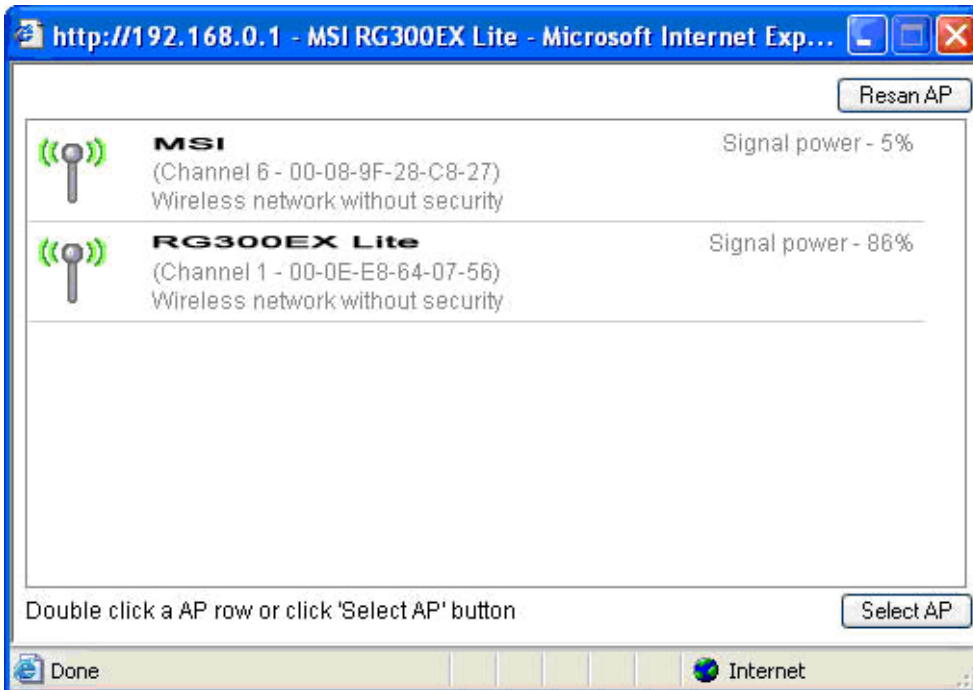 http://192.168.0.1 - MSI RG300EX Lite - Microsoft Internet Exp...
Resan AP
MSI
Signal power - 5%
(Channel 6 - 00-08-9F-28-C8-27)
Wireless network without security
RG300EX Lite
Signal power - 86%
(Channel 1 - 00-0E-E8-64-07-56)
Wireless network without security
Double click a AP row or click 'Select AP' button
Select AP
Done
Internet